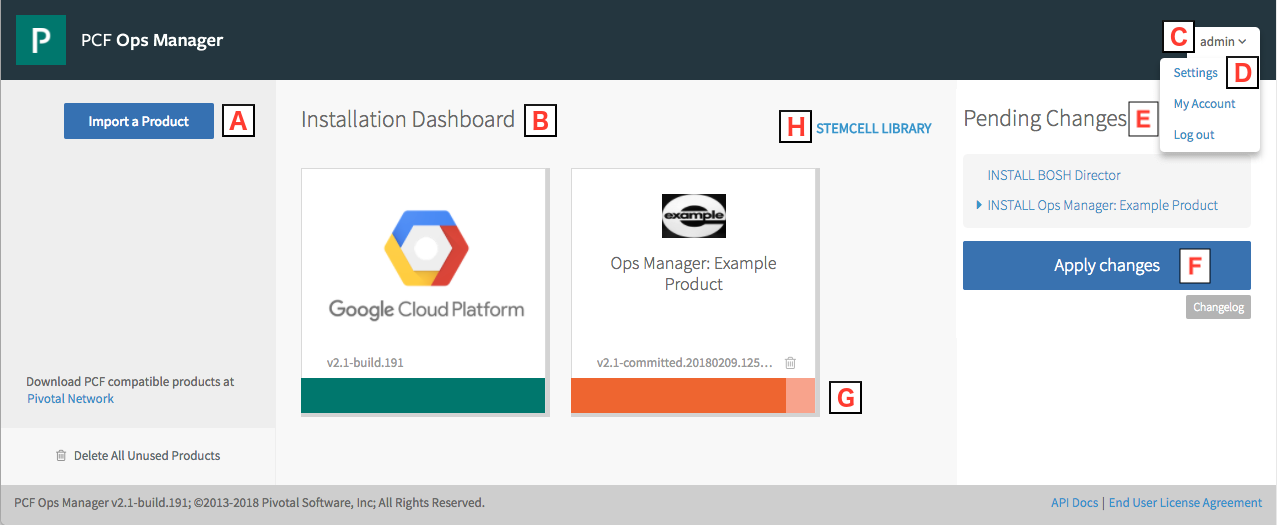 P PCF Ops Manager
C admin
Settings D
My Account
Log out
Import a Product A
Download PCF compatible products at
Pivotal Network
Delete All Unused Products
Installation Dashboard B
H STEMCELL LIBRARY
Google Cloud Platform
v2.1-build.191
example
Ops Manager: Example
Product
v2.1-committed.20180209.125...
G
Pending Changes E
INSTALL BOSH Director
INSTALL Ops Manager: Example Product
Apply changes F
Changelog
PCF Ops Manager v2.1-build.191; ©2013-2018 Pivotal Software, Inc; All Rights Reserved.
API Docs | End User License Agreement